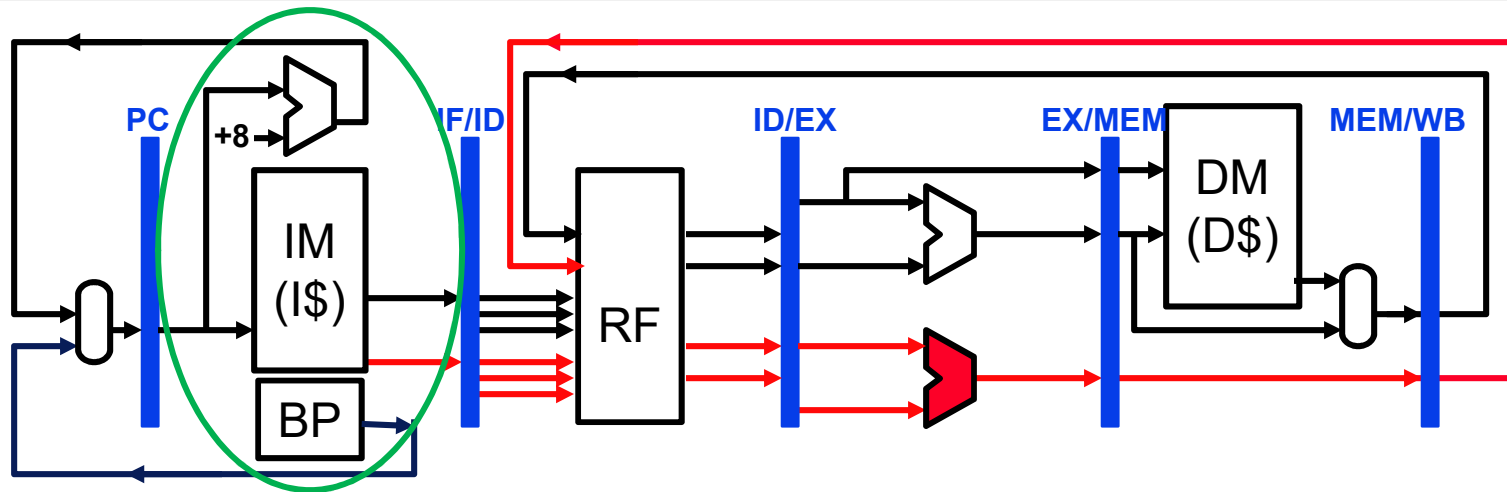 PC
IF/ID
ID/EX
EX/MEM
MEM/WB
+8
IM
(I$)
BP
RF
DM
(D$)